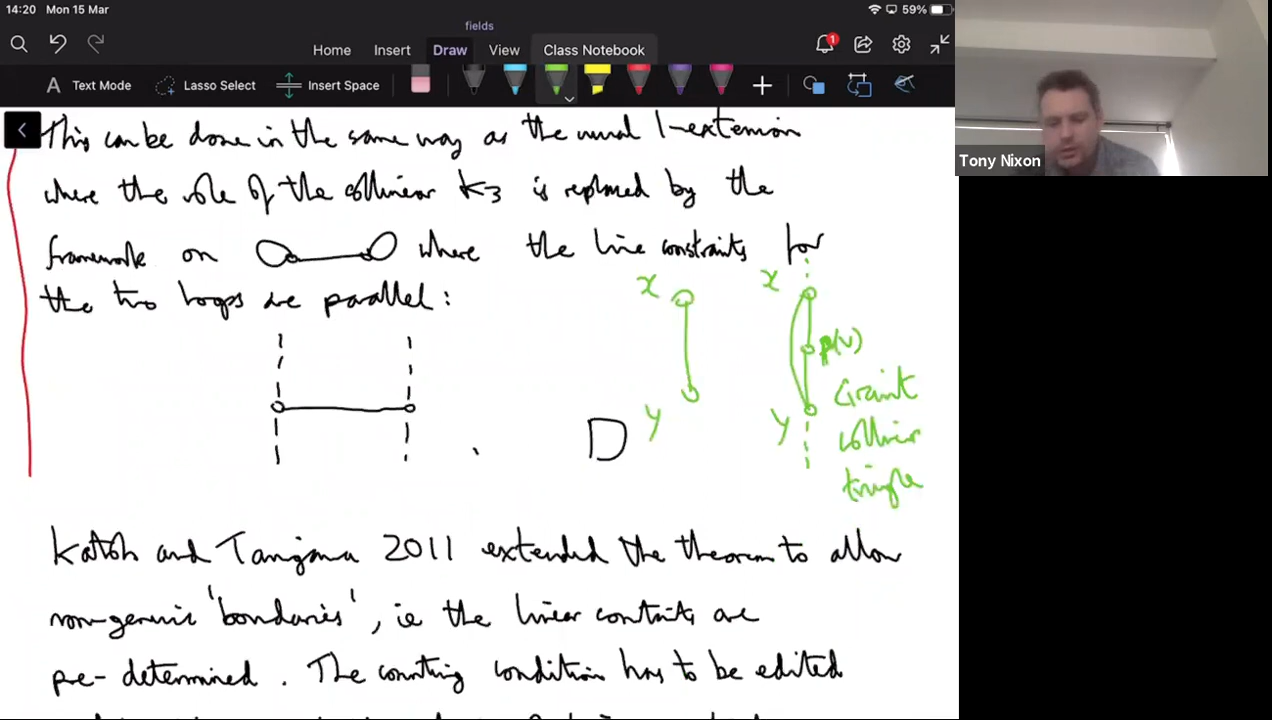 14:20 Mon 15 Mar
59%
fields
Home Insert Draw View Class Notebook
1
A Text Mode Lasso Select Insert Space
Tony Nixon
This can be done in the same way as the usual 1-extension
where the role of the collinear K3 is replaced by the
framework on where the line constraints for
the two loops are parallel:
x x
p(v)
y y
collinear
triangle
Katoh and Tanigawa 2011 extended the theorem to allow
non-generic 'boundaries', ie the linear contraits are
pre-determined. The counting condition has to be edited